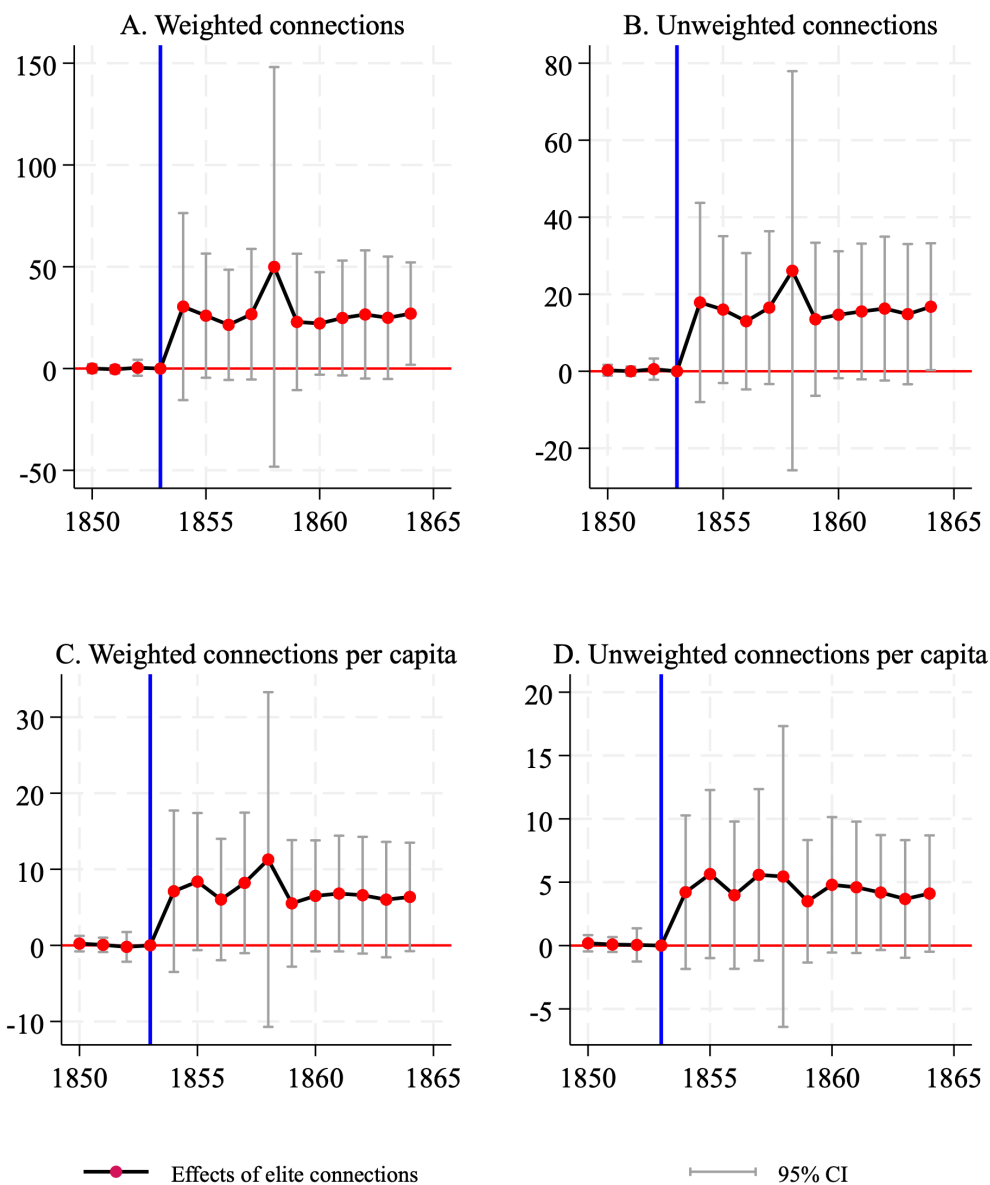 A. Weighted connections
150
100
50
0
-50
1850 1855 1860 1865
B. Unweighted connections
80
60
40
20
0
-20
1850 1855 1860 1865
C. Weighted connections per capita
30
20
10
0
-10
1850 1855 1860 1865
D. Unweighted connections per capita
20
15
10
5
0
-5
1850 1855 1860 1865
Effects of elite connections
95% CI